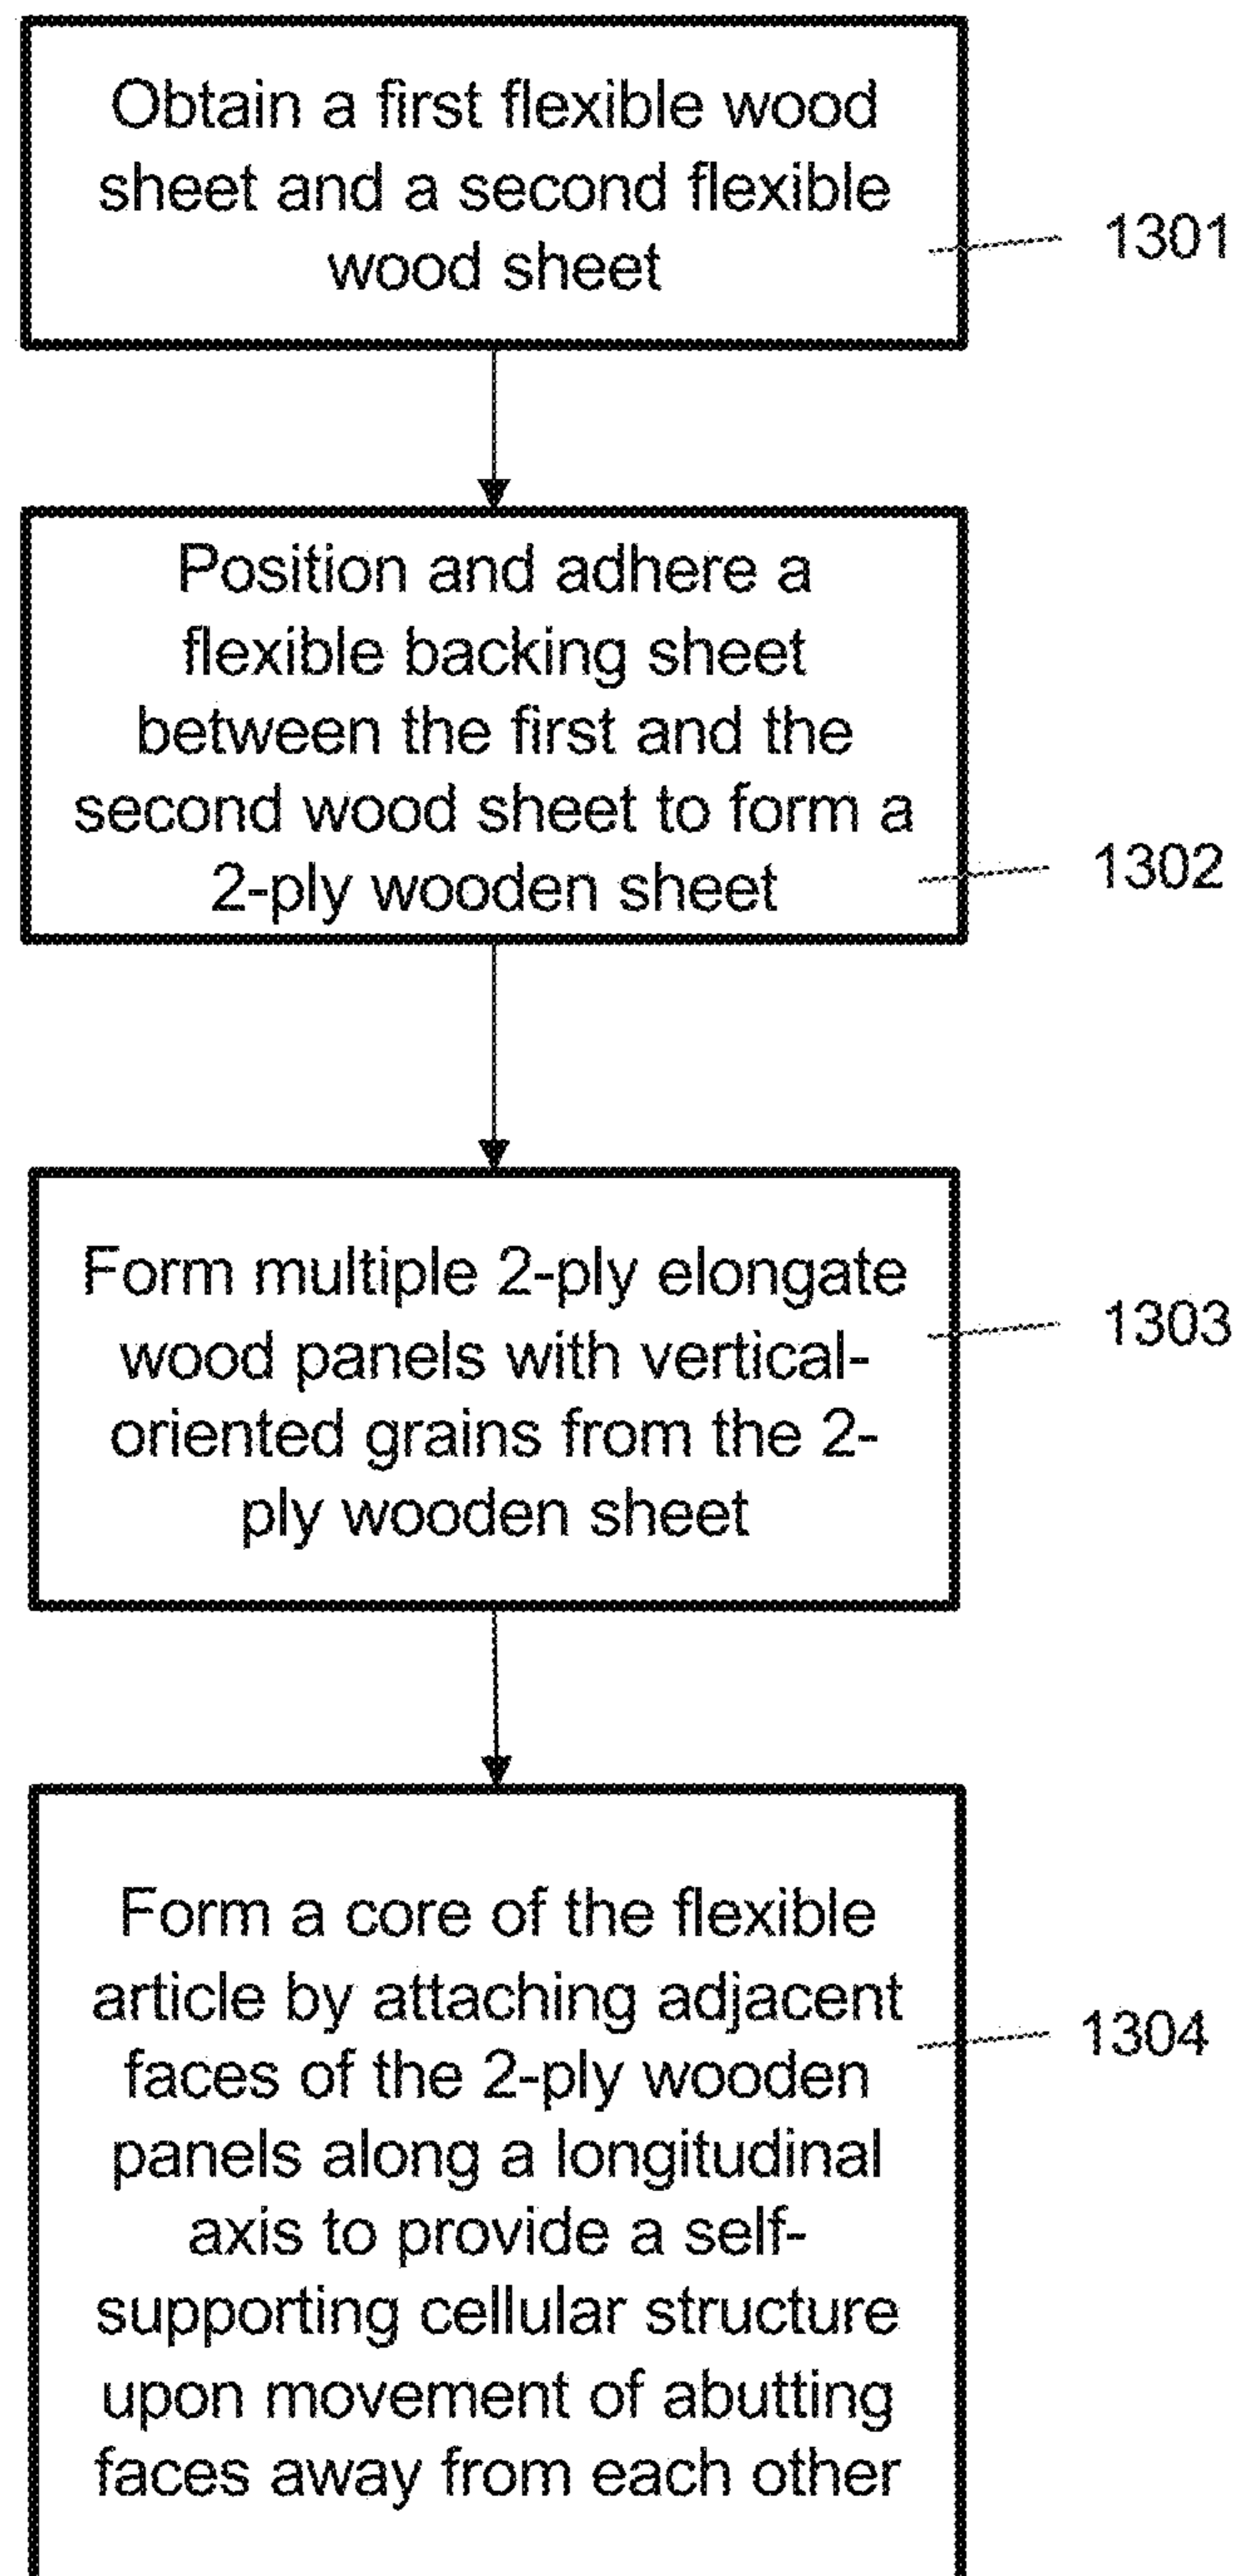 Obtain a first flexible wood
sheet and a second flexible
wood sheet
1301
Position and adhere a
flexible backing sheet
between the first and the
second wood sheet to form a
2-ply wooden sheet
1302
Form multiple 2-ply elongate
wood panels with vertical-
oriented grains from the 2-
ply wooden sheet
1303
Form a core of the flexible
article by attaching adjacent
faces of the 2-ply wooden
panels along a longitudinal
axis to provide a self-
supporting cellular structure
upon movement of abutting
faces away from each other
1304